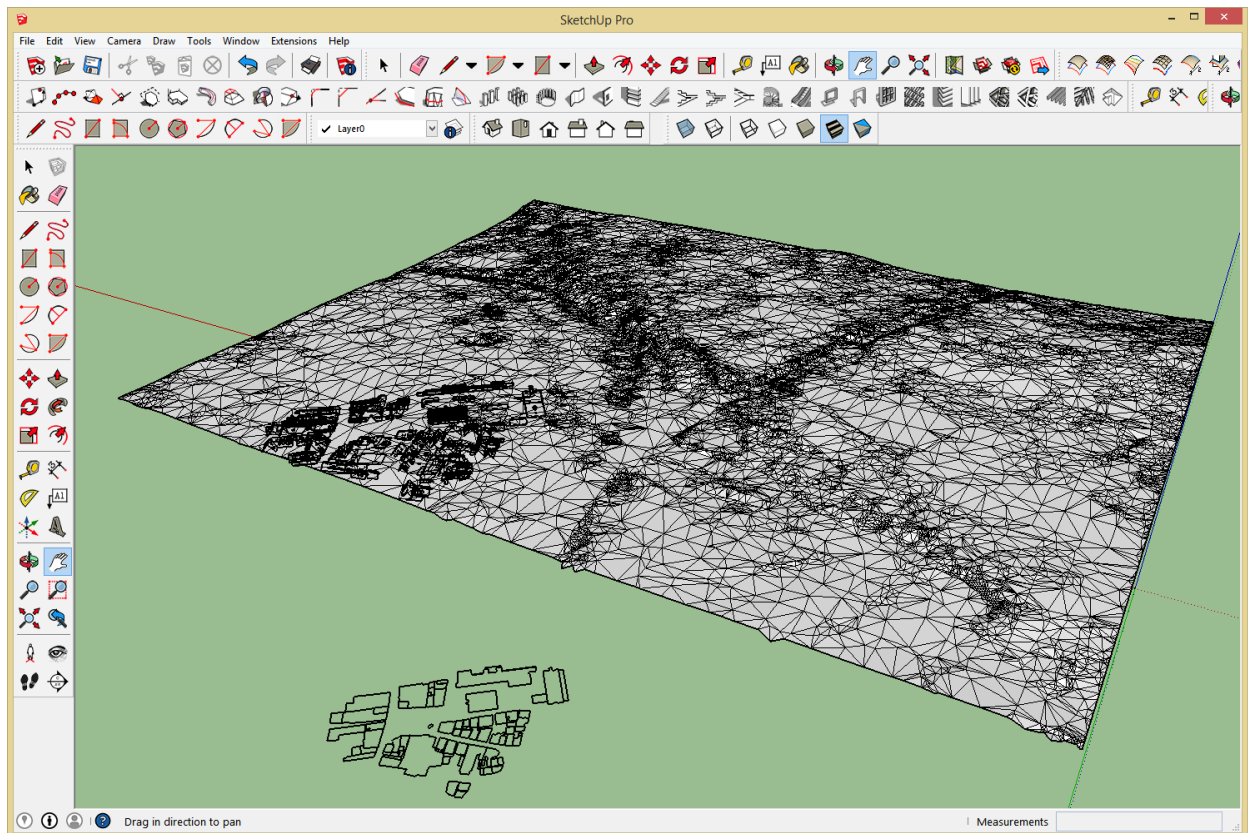 SketchUp Pro
File Edit View Camera Draw Tools Window Extensions Help
A1
Layer0
A1
Drag in direction to pan
Measurements